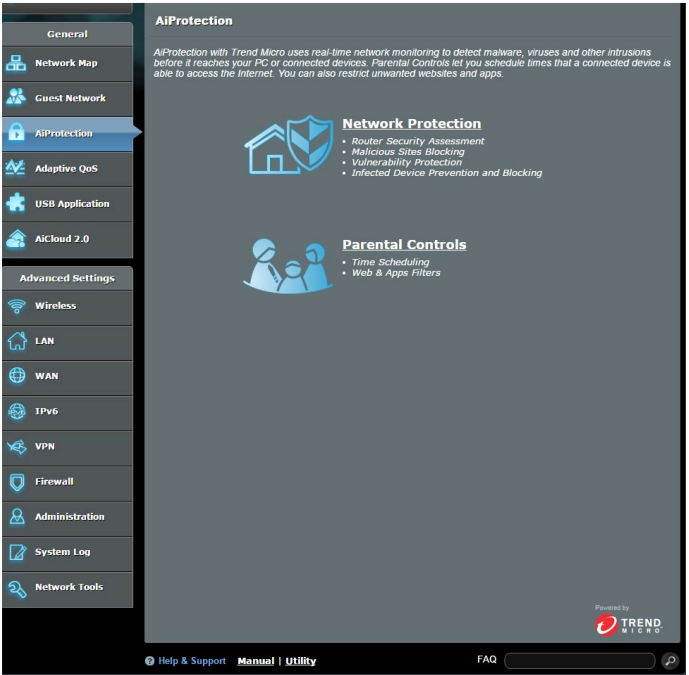 General
Network Map
Guest Network
AiProtection
Adaptive QoS
USB Application
AiCloud 2.0
Advanced Settings
Wireless
LAN
WAN
IPv6
IPv6
VPN
Firewall
Administration
System Log
Network Tools
AiProtection
AiProtection with Trend Micro uses real-time network monitoring to detect malware, viruses and other intrusions
before it reaches your PC or connected devices. Parental Controls let you schedule times that a connected device is
able to access the Internet. You can also restrict unwanted websites and apps.
Network Protection
• Router Security Assessment
• Malicious Sites Blocking
• Vulnerability Protection
• Infected Device Prevention and Blocking
Parental Controls
• Time Scheduling
• Web & Apps Filters
Powered by
TREND
MICRO
? Help & Support Manual | Utility FAQ